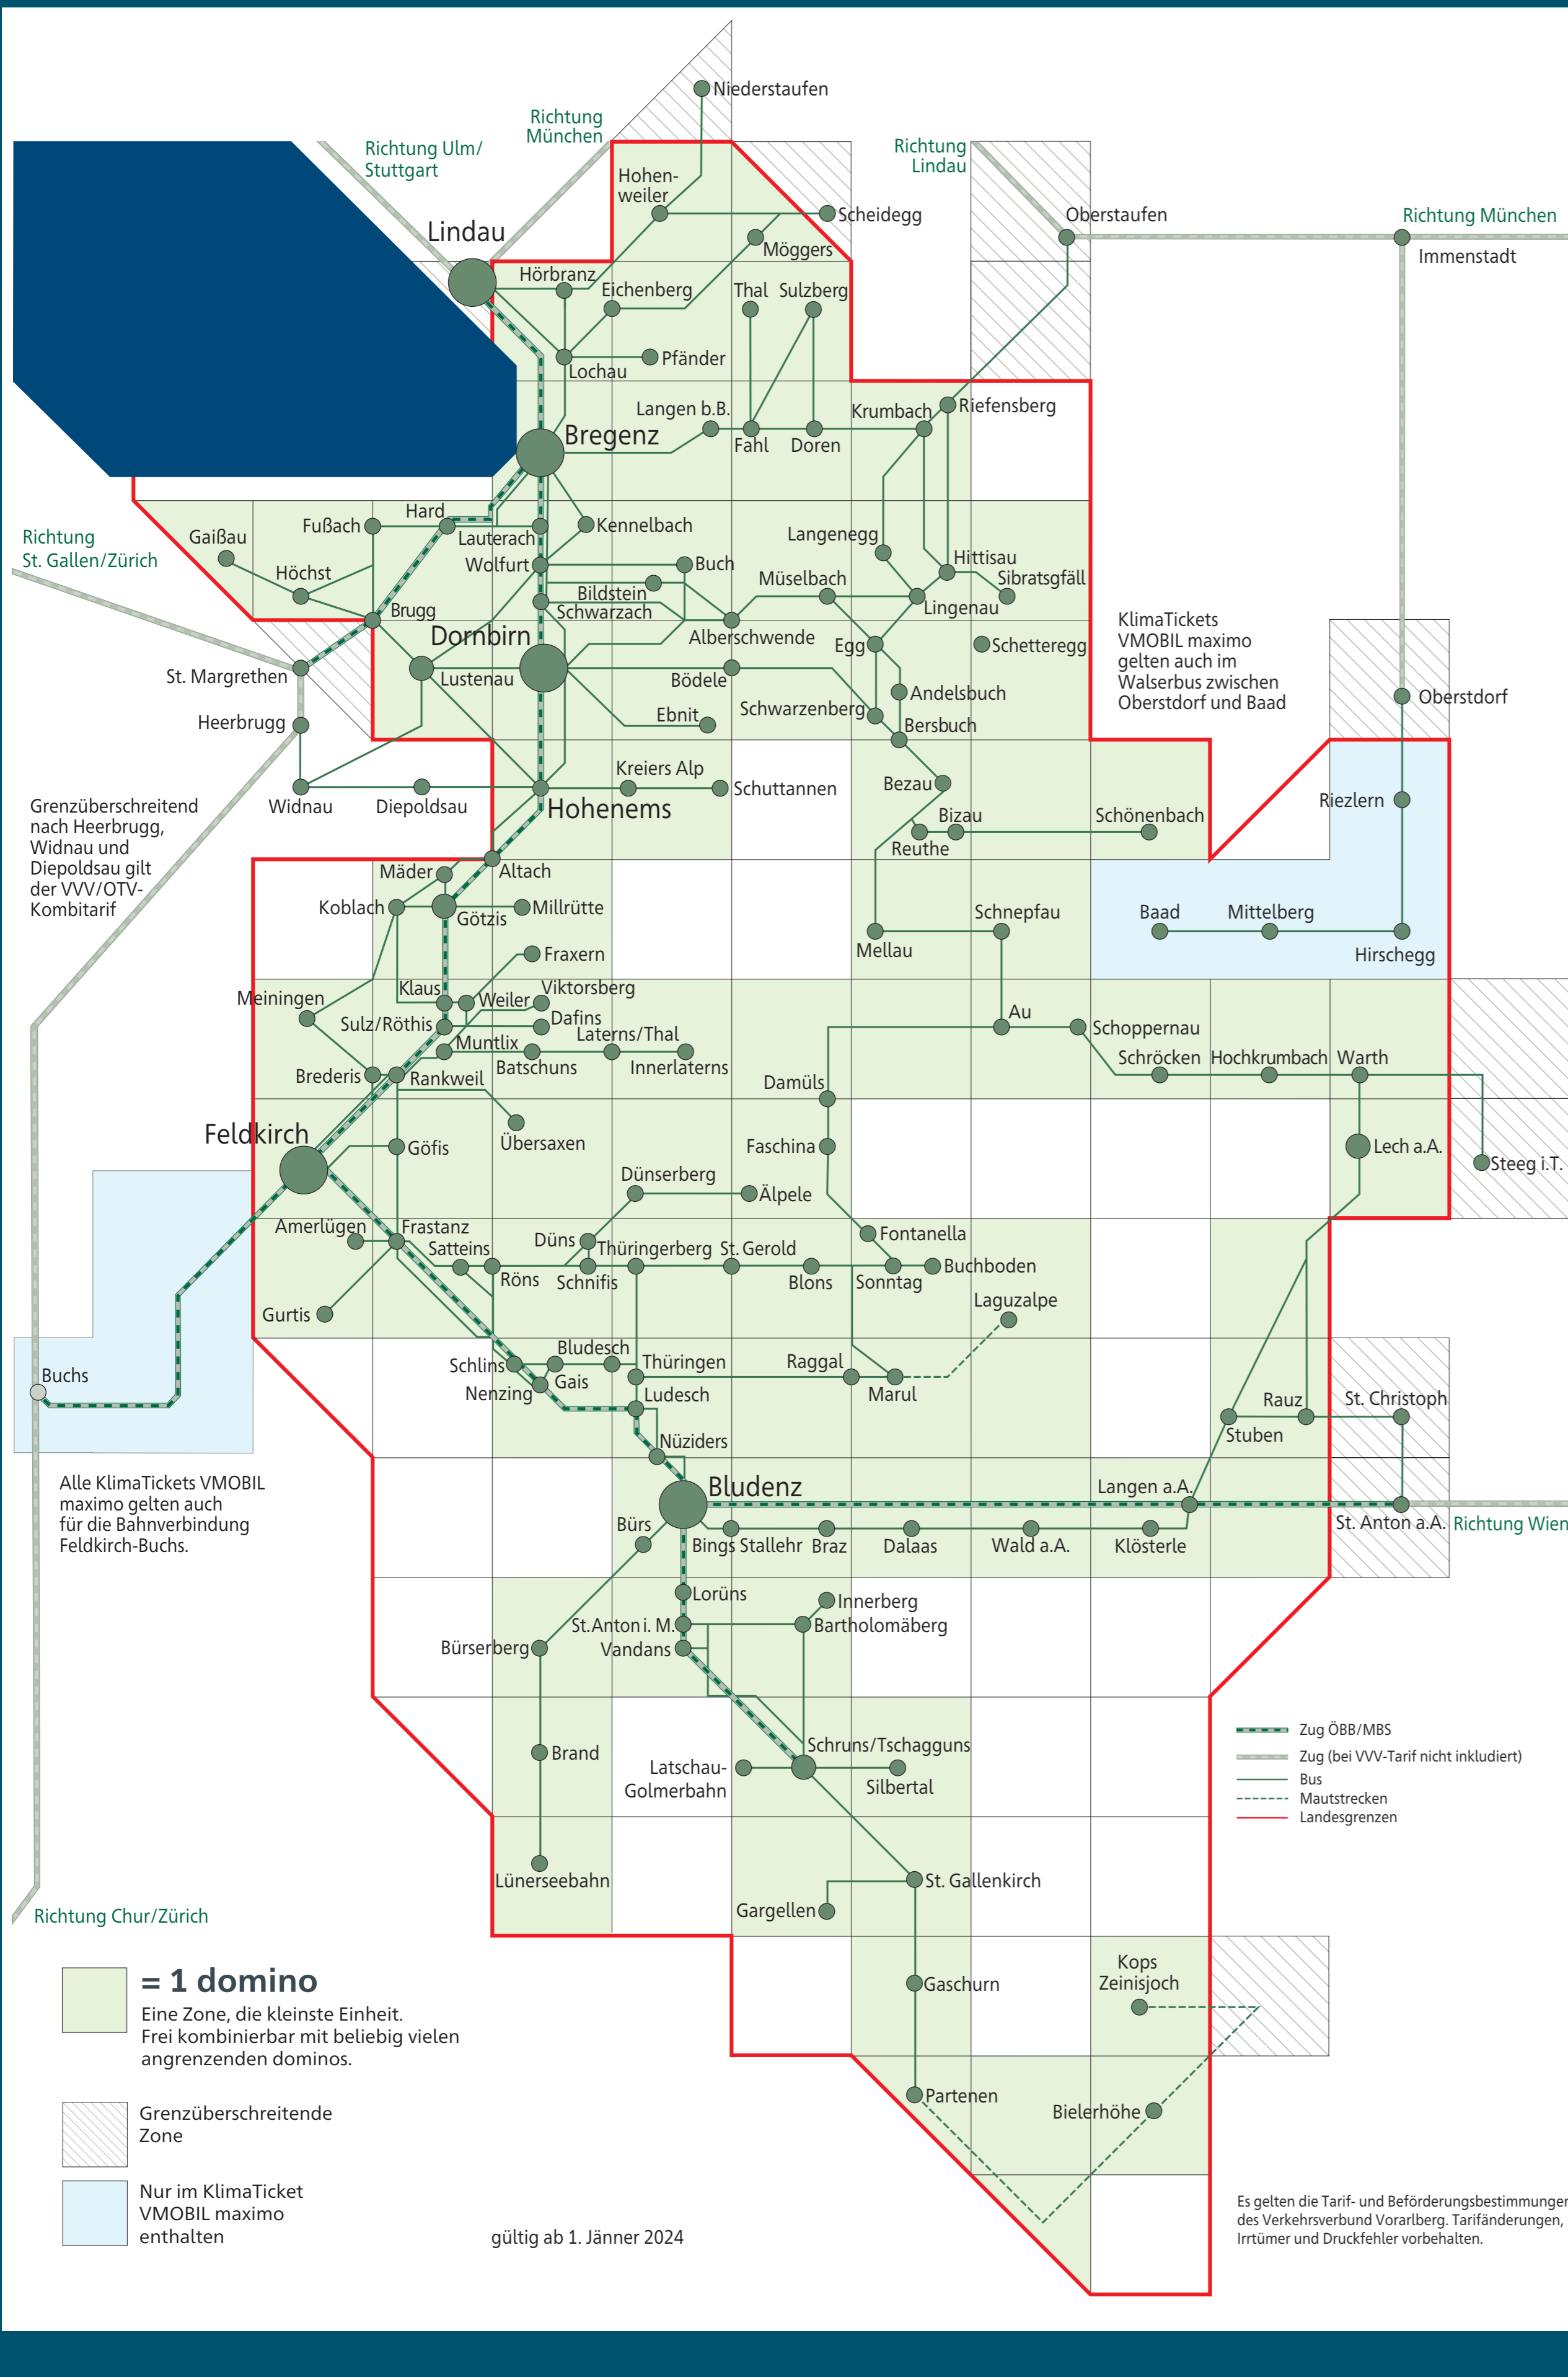 Niederstaufen
Richtung
München
Richtung Ulm/
Stuttgart
Richtung
Lindau
Hohen-
weiler
Scheidegg
Oberstaufen
Richtung München
Lindau
Möggers
Immenstadt
Hörbranz
Eichenberg
Thal
Sulzberg
Pfänder
Lochau
Langen b.B.
Krumbach
Riefensberg
Bregenz
Fahl
Doren
Richtung
St. Gallen/Zürich
Gaißau
Fußach
Hard
Lauterach
Kennelbach
Langenegg
Höchst
Wolfurt
Buch
Müselbach
Hittisau
Sibratsgfäll
Bildstein
Schwarzach
Lingenau
Brugg
Dornbirn
Alberschwende
Egg
Schetteregg
KlimaTickets
VMOBIL maximo
gelten auch im
Walserbus zwischen
Oberstdorf und Baad
St. Margrethen
Lustenau
Bödele
Andelsbuch
Oberstdorf
Heerbrugg
Ebnit
Schwarzenberg
Bersbuch
Grenzüberschreitend
nach Heerbrugg,
Widnau und
Diepoldsau gilt
der VVV/OTV-
Kombitarif
Widnau
Diepoldsau
Hohenems
Kreiers Alp
Schuttannen
Bezau
Bizau
Reuthe
Schönenbach
Riezlern
Mäder
Altach
Koblach
Götzis
Millrütte
Schnepfau
Baad
Mittelberg
Mellau
Hirschegg
Fraxern
Meiningen
Klaus
Weiler
Viktorsberg
Sulz/Röthis
Dafins
Au
Schoppernau
Muntlix
Laterns/Thal
Batschuns
Innerlaterns
Schröcken
Hochkrumbach
Warth
Brederis
Rankweil
Damüls
Feldkirch
Übersaxen
Göfis
Faschina
Lech a.A.
Steeg i.T.
Dünserberg
Älpele
Amerlügen
Frastanz
Satteins
Düns
Thüringerberg
St. Gerold
Fontanella
Röns
Schnifis
Blons
Sonntag
Buchboden
Gurtis
Laguzalpe
Buchs
Schlins
Bludesch
Thüringen
Raggal
Nenzing
Gais
Ludesch
Marul
Rauz
St. Christoph
Stuben
Nüziders
Alle KlimaTickets VMOBIL
maximo gelten auch
für die Bahnverbindung
Feldkirch-Buchs.
Bludenz
Langen a.A.
St. Anton a.A.
Richtung Wien
Bürs
Bings Stallehr
Braz
Dalaas
Wald a.A.
Klösterle
Lorüns
Innerberg
St.Anton i. M.
Bartholomäberg
Bürserberg
Vandans
Brand
Schruns/Tschagguns
Latschau-
Golmerbahn
Silbertal
Zug ÖBB/MBS
Zug (bei VVV-Tarif nicht inkludiert)
Bus
Mautstrecken
Landesgrenzen
Lünerseebahn
St. Gallenkirch
Gargellen
Richtung Chur/Zürich
Gaschurn
Kops
Zeinisjoch
Partenen
Bielerhöhe
= 1 domino
Eine Zone, die kleinste Einheit.
Frei kombinierbar mit beliebig vielen
angrenzenden dominos.
Grenzüberschreitende
Zone
Nur im KlimaTicket
VMOBIL maximo
enthalten
gültig ab 1. Jänner 2024
Es gelten die Tarif- und Beförderungsbestimmungen
des Verkehrsverbund Vorarlberg. Tarifänderungen,
Irrtümer und Druckfehler vorbehalten.